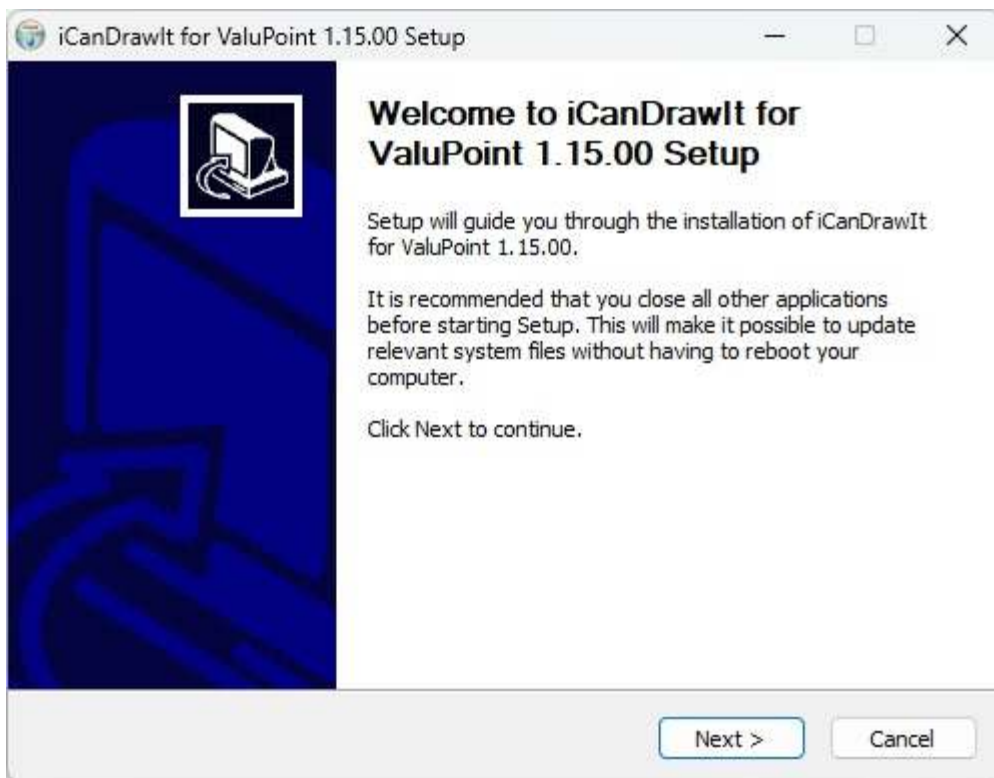 iCanDrawIt for ValuPoint 1.15.00 Setup
Welcome to iCanDrawIt for
ValuPoint 1.15.00 Setup
Setup will guide you through the installation of iCanDrawIt
for ValuPoint 1.15.00.
It is recommended that you close all other applications
before starting Setup. This will make it possible to update
relevant system files without having to reboot your
computer.
Click Next to continue.
Next >
Cancel